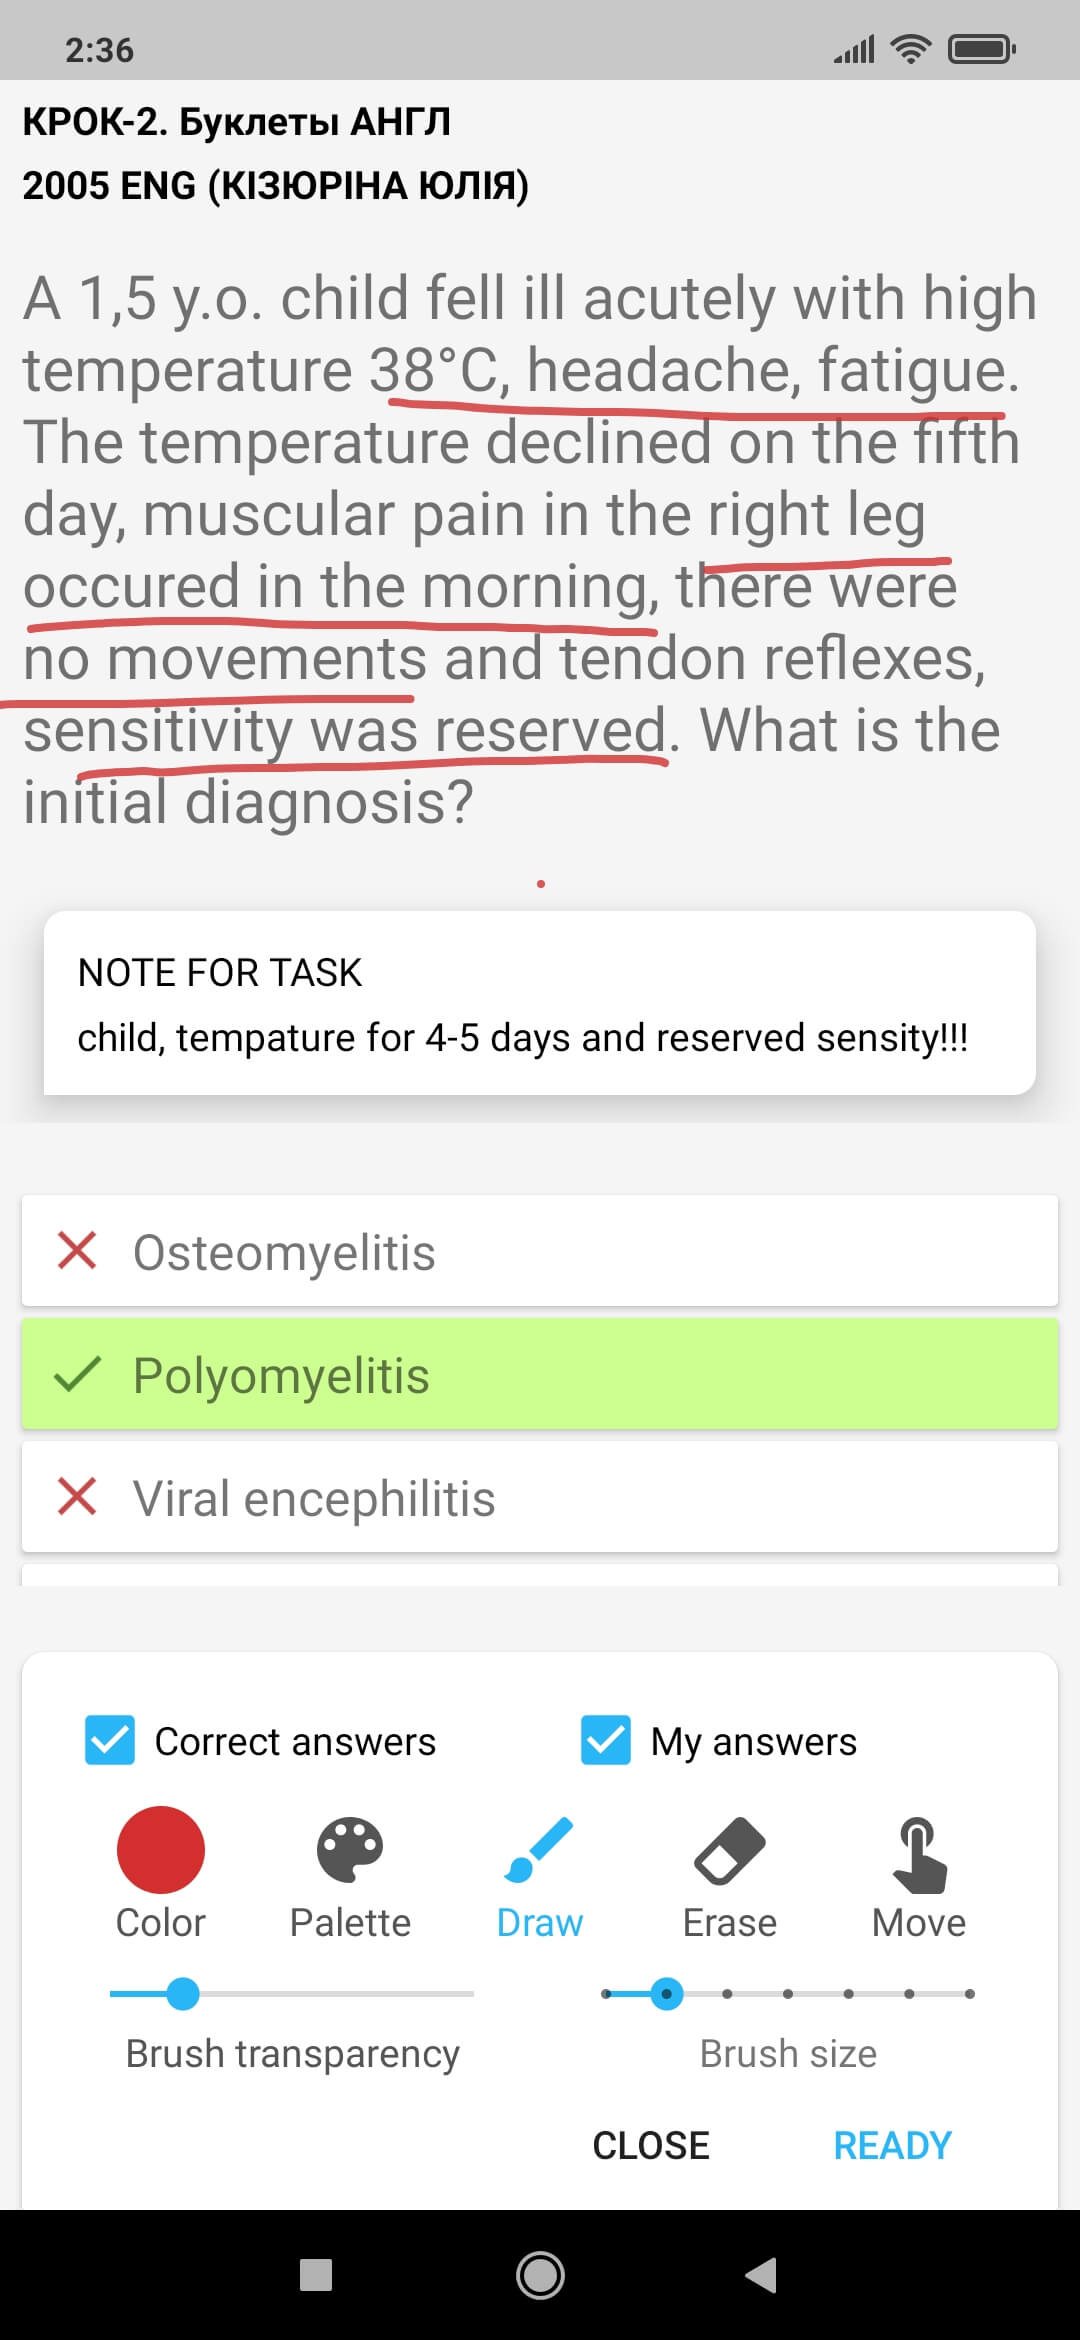 2:36
КРОК-2. Буклеты АНГЛ
2005 ENG (КІЗЮРІНА ЮЛІЯ)
A 1,5 y.o. child fell ill acutely with high
temperature 38°C, headache, fatigue.
The temperature declined on the fifth
day, muscular pain in the right leg
occured in the morning, there were
no movements and tendon reflexes,
sensitivity was reserved. What is the
initial diagnosis?
NOTE FOR TASK
child, tempature for 4-5 days and reserved sensity!!!
Osteomyelitis
Polyomyelitis
Viral encephilitis
Correct answers My answers
Color Palette Draw Erase Move
Brush transparency Brush size
CLOSE READY